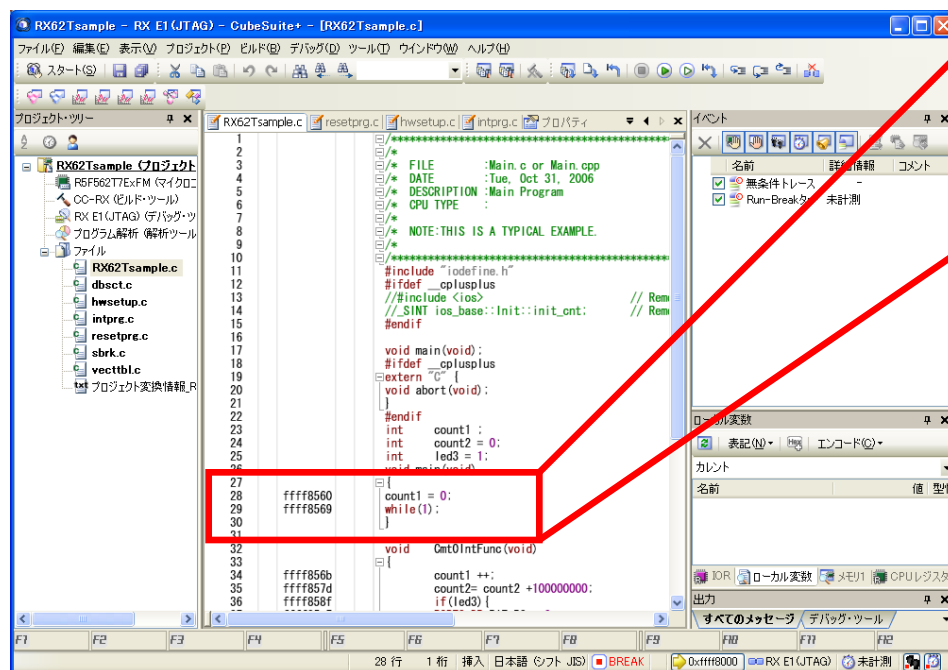 RX62Tsample - RX E1(JTAG) - CubeSuite+ - [RX62Tsample.c]
ファイル(F) 編集(E) 表示(V) プロジェクト(P) ビルド(B) デバッグ(D) ツール(T) ウインドウ(W) ヘルプ(H)
スタート(S)
プロジェクト・ツリー
RX62Tsample (プロジェクト
R5F562T7ExFM (マイクロコ
CC-RX (ビルド・ツール)
RX E1(JTAG) (デバッグ・ツ
プログラム解析 (解析ツール
ファイル
RX62Tsample.c
dbsct.c
hwsetup.c
intprg.c
resetprg.c
sbrk.c
vecttbl.c
プロジェクト変換情報_R
RX62Tsample.c resetprg.c hwsetup.c intprg.c プロパティ
1 /****************************************
2 /*
3 /* FILE :Main.c or Main.cpp
4 /* DATE :Tue, Oct 31, 2006
5 /* DESCRIPTION :Main Program
6 /* CPU TYPE :
7 /*
8 /* NOTE:THIS IS A TYPICAL EXAMPLE.
9 /*
10 /****************************************
11 #include "iodefine.h"
12 #ifdef __cplusplus
13 //#include <ios> // Rem
14 //_SINT ios_base::Init::init_cnt; // Rem
15 #endif
16
17 void main(void);
18 #ifdef __cplusplus
19 extern "C" {
20 void abort(void);
21 }
22 #endif
23 int count1 ;
24 int count2 = 0;
25 int led3 = 1;
26 void main(void)
27 {
28 ffff8560 count1 = 0;
29 ffff8569 while(1);
30 }
31
32 void Cmt0IntFunc(void)
33 {
34 ffff856b count1 ++;
35 ffff857d count2= count2 +100000000;
36 ffff858f if(led3){
イベント
名前 詳細情報 コメント
無条件トレース -
Run-Breakタ 未計測
ローカル変数
表記(N) Hex エンコード(C)
カレント
名前 値 型
IOR ローカル変数 メモリ1 CPUレジスタ
出力
すべてのメッセージ デバッグ・ツール
F1 F2 F3 F4 F5 F6 F7 F8 F9 F10 F11 F12
28 行 1 桁 挿入 日本語 (シフト JIS) BREAK 0xffff8000 RX E1(JTAG) 未計測